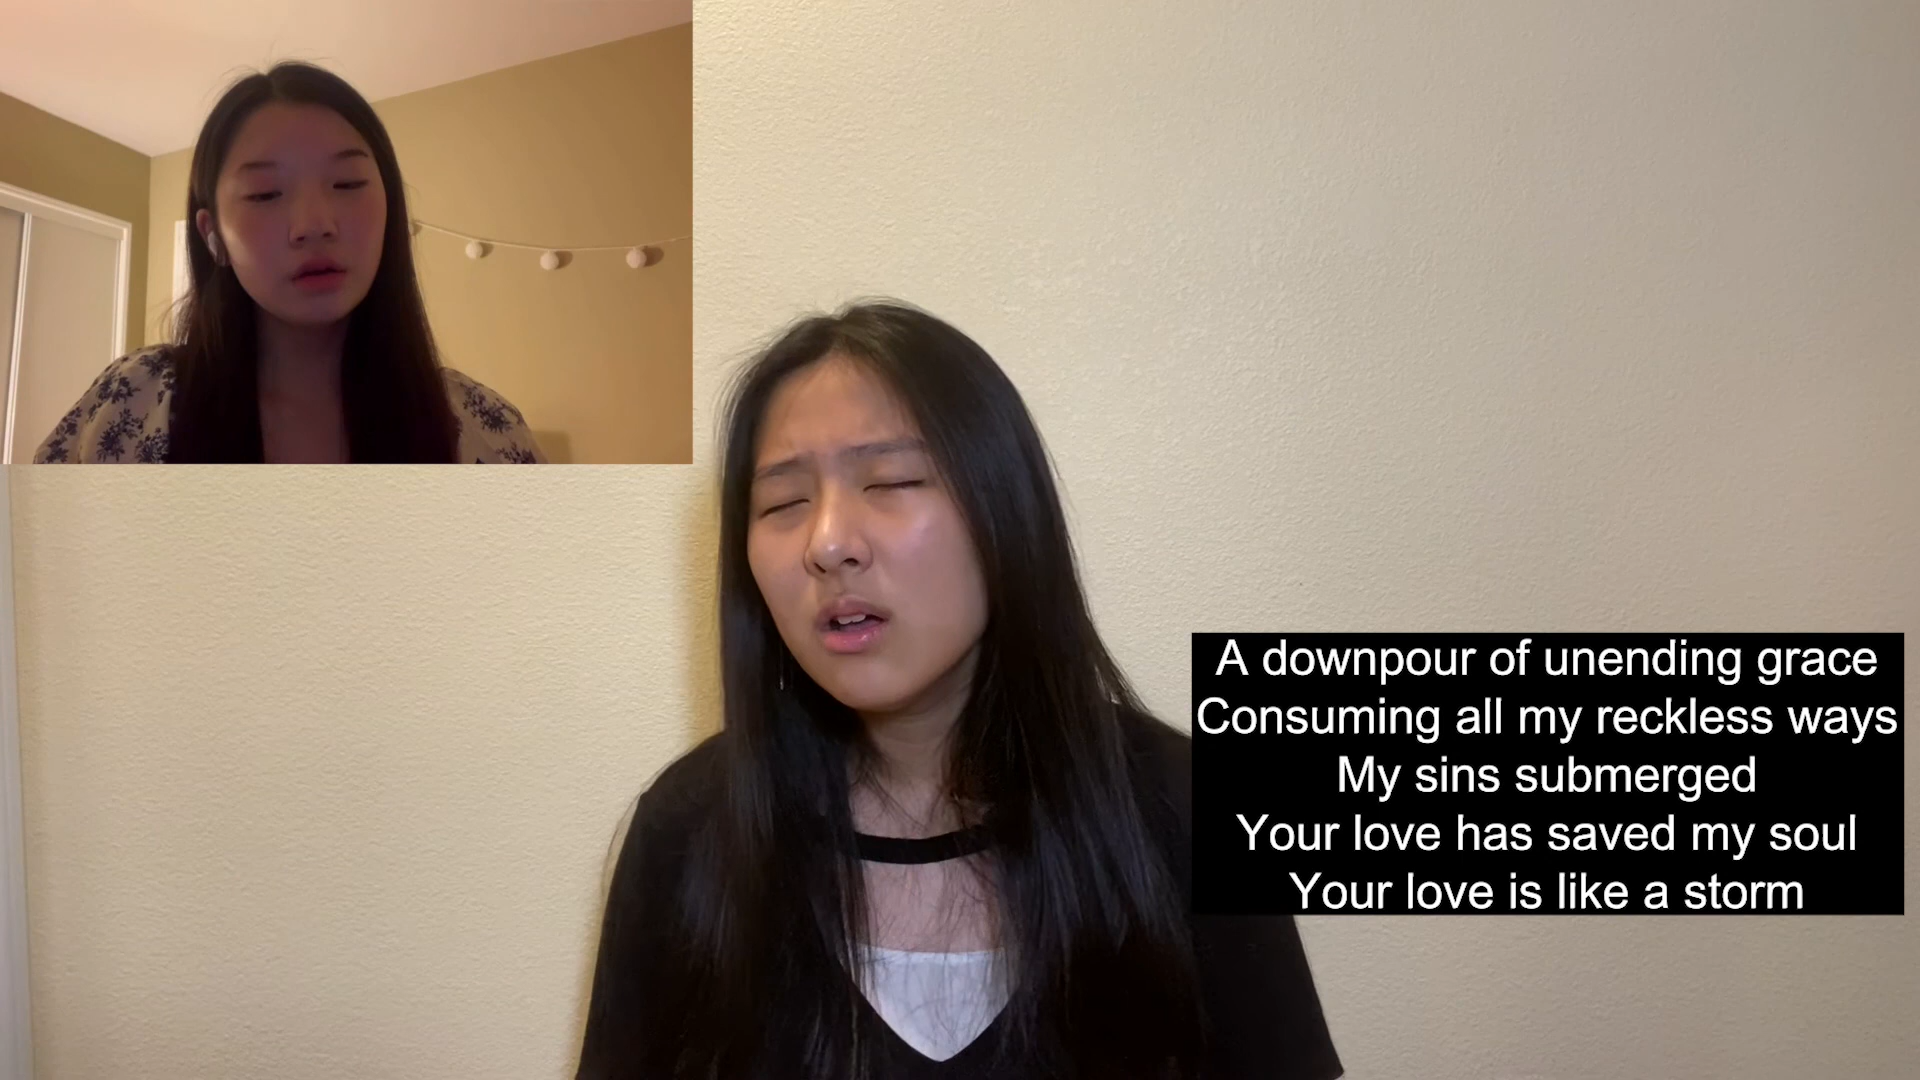 A downpour of unending grace
Consuming all my reckless ways
My sins submerged
Your love has saved my soul
Your love is like a storm